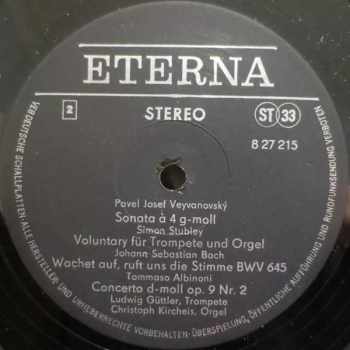 ETERNA
2
STEREO
ST 33
8 27 215
Pavel Josef Veyvanovský
Sonata à 4 g-moll
Simon Stubley
Voluntary für Trompete und Orgel
Johann Sebastian Bach
Wachet auf, ruft uns die Stimme BWV 645
Tommaso Albinoni
Concerto d-moll op. 9 Nr. 2
Ludwig Güttler, Trompete
Christoph Kircheis, Orgel
VEB DEUTSCHE SCHALLPLATTEN ALLE HERSTELLER- UND URHEBERRECHTE VORBEHALTEN · ÜBERSPIELUNG, ÖFFENTLICHE AUFFÜHRUNG UND RUNDFUNKSENDUNG VERBOTEN